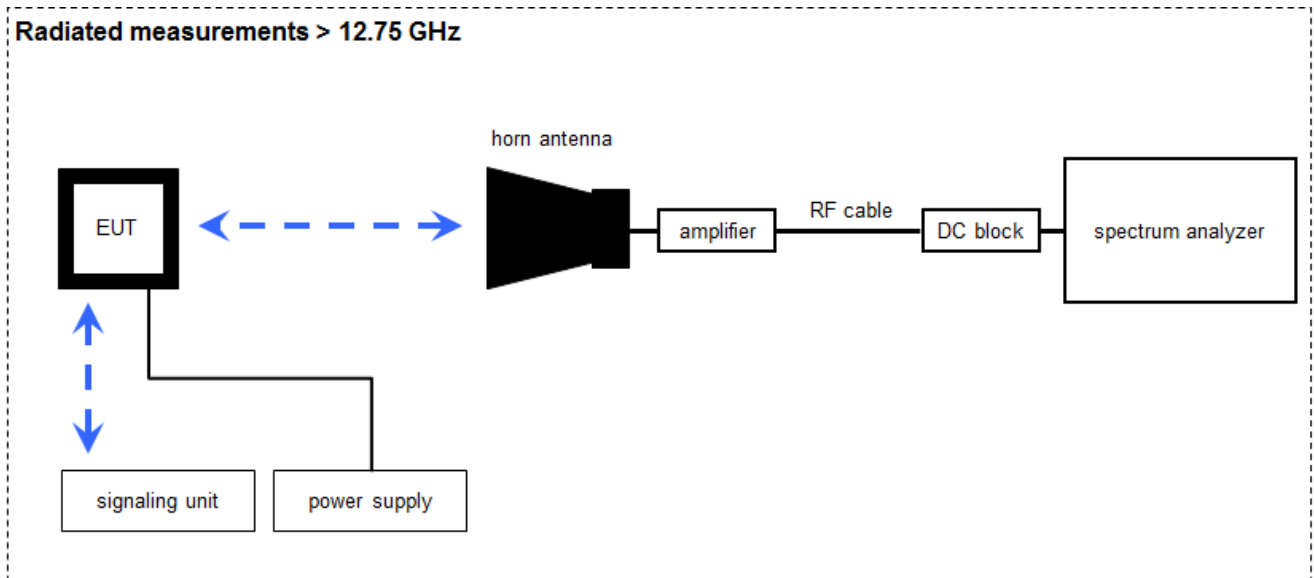 Radiated measurements > 12.75 GHz
horn antenna
EUT
amplifier
RF cable
DC block
spectrum analyzer
signaling unit
power supply